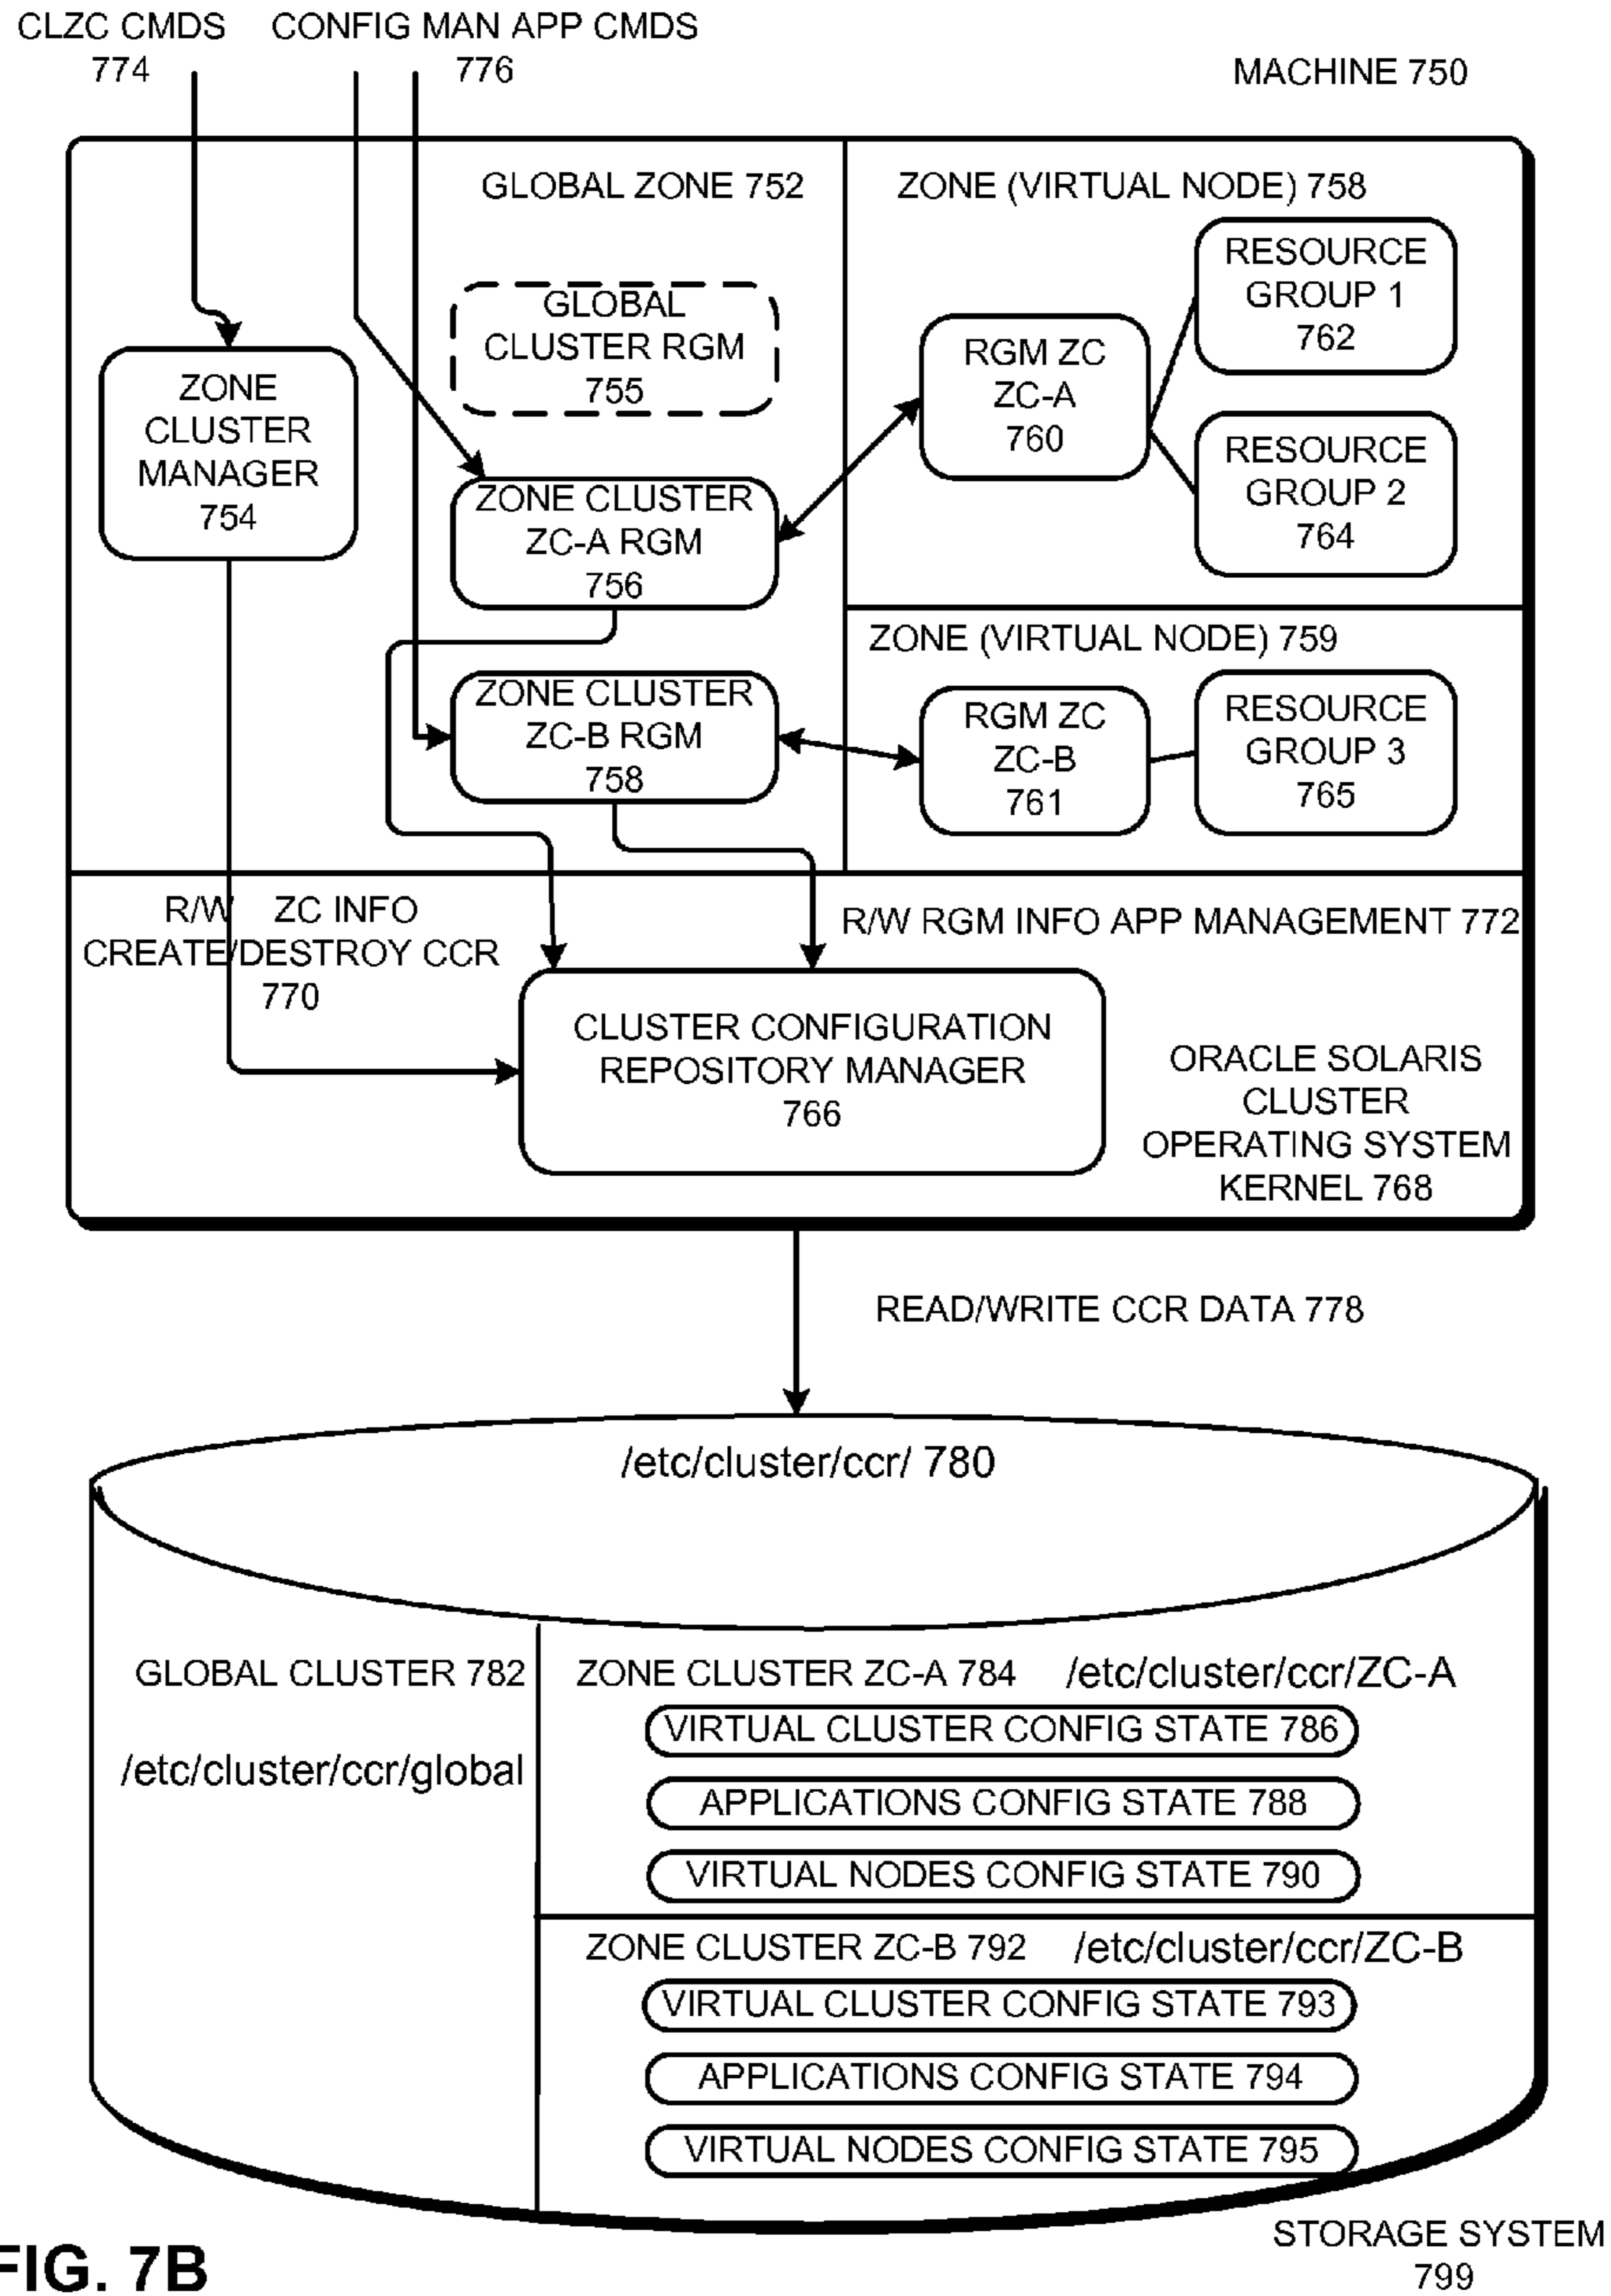 CLZC CMDS
774
CONFIG MAN APP CMDS
776
MACHINE 750
GLOBAL ZONE 752
ZONE (VIRTUAL NODE) 758
RESOURCE
GROUP 1
762
GLOBAL
CLUSTER RGM
755
ZONE
CLUSTER
MANAGER
754
RGM ZC
ZC-A
760
RESOURCE
GROUP 2
764
ZONE CLUSTER
ZC-A RGM
756
ZONE (VIRTUAL NODE) 759
ZONE CLUSTER
ZC-B RGM
758
RGM ZC
ZC-B
761
RESOURCE
GROUP 3
765
R/W ZC INFO
CREATE/DESTROY CCR
770
R/W RGM INFO APP MANAGEMENT 772
CLUSTER CONFIGURATION
REPOSITORY MANAGER
766
ORACLE SOLARIS
CLUSTER
OPERATING SYSTEM
KERNEL 768
READ/WRITE CCR DATA 778
/etc/cluster/ccr/ 780
GLOBAL CLUSTER 782
/etc/cluster/ccr/global
ZONE CLUSTER ZC-A 784 /etc/cluster/ccr/ZC-A
VIRTUAL CLUSTER CONFIG STATE 786
APPLICATIONS CONFIG STATE 788
VIRTUAL NODES CONFIG STATE 790
ZONE CLUSTER ZC-B 792 /etc/cluster/ccr/ZC-B
VIRTUAL CLUSTER CONFIG STATE 793
APPLICATIONS CONFIG STATE 794
VIRTUAL NODES CONFIG STATE 795
STORAGE SYSTEM
799
FIG. 7B